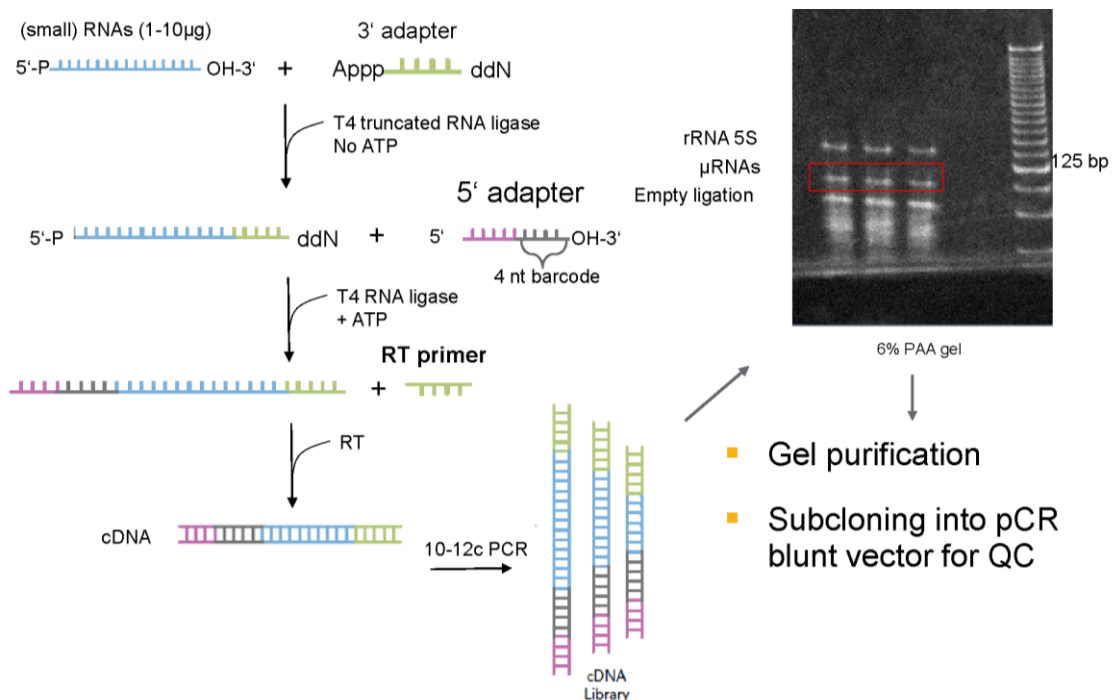 (small) RNAs (1-10µg)
3‘ adapter
5‘-P
OH-3‘
+
Appp
ddN
T4 truncated RNA ligase
No ATP
5‘ adapter
5‘-P
ddN
+
5‘
OH-3‘
4 nt barcode
T4 RNA ligase
+ ATP
RT primer
+
RT
cDNA
10-12c PCR
cDNA
Library
rRNA 5S
µRNAs
Empty ligation
125 bp
6% PAA gel
Gel purification
Subcloning into pCR
blunt vector for QC